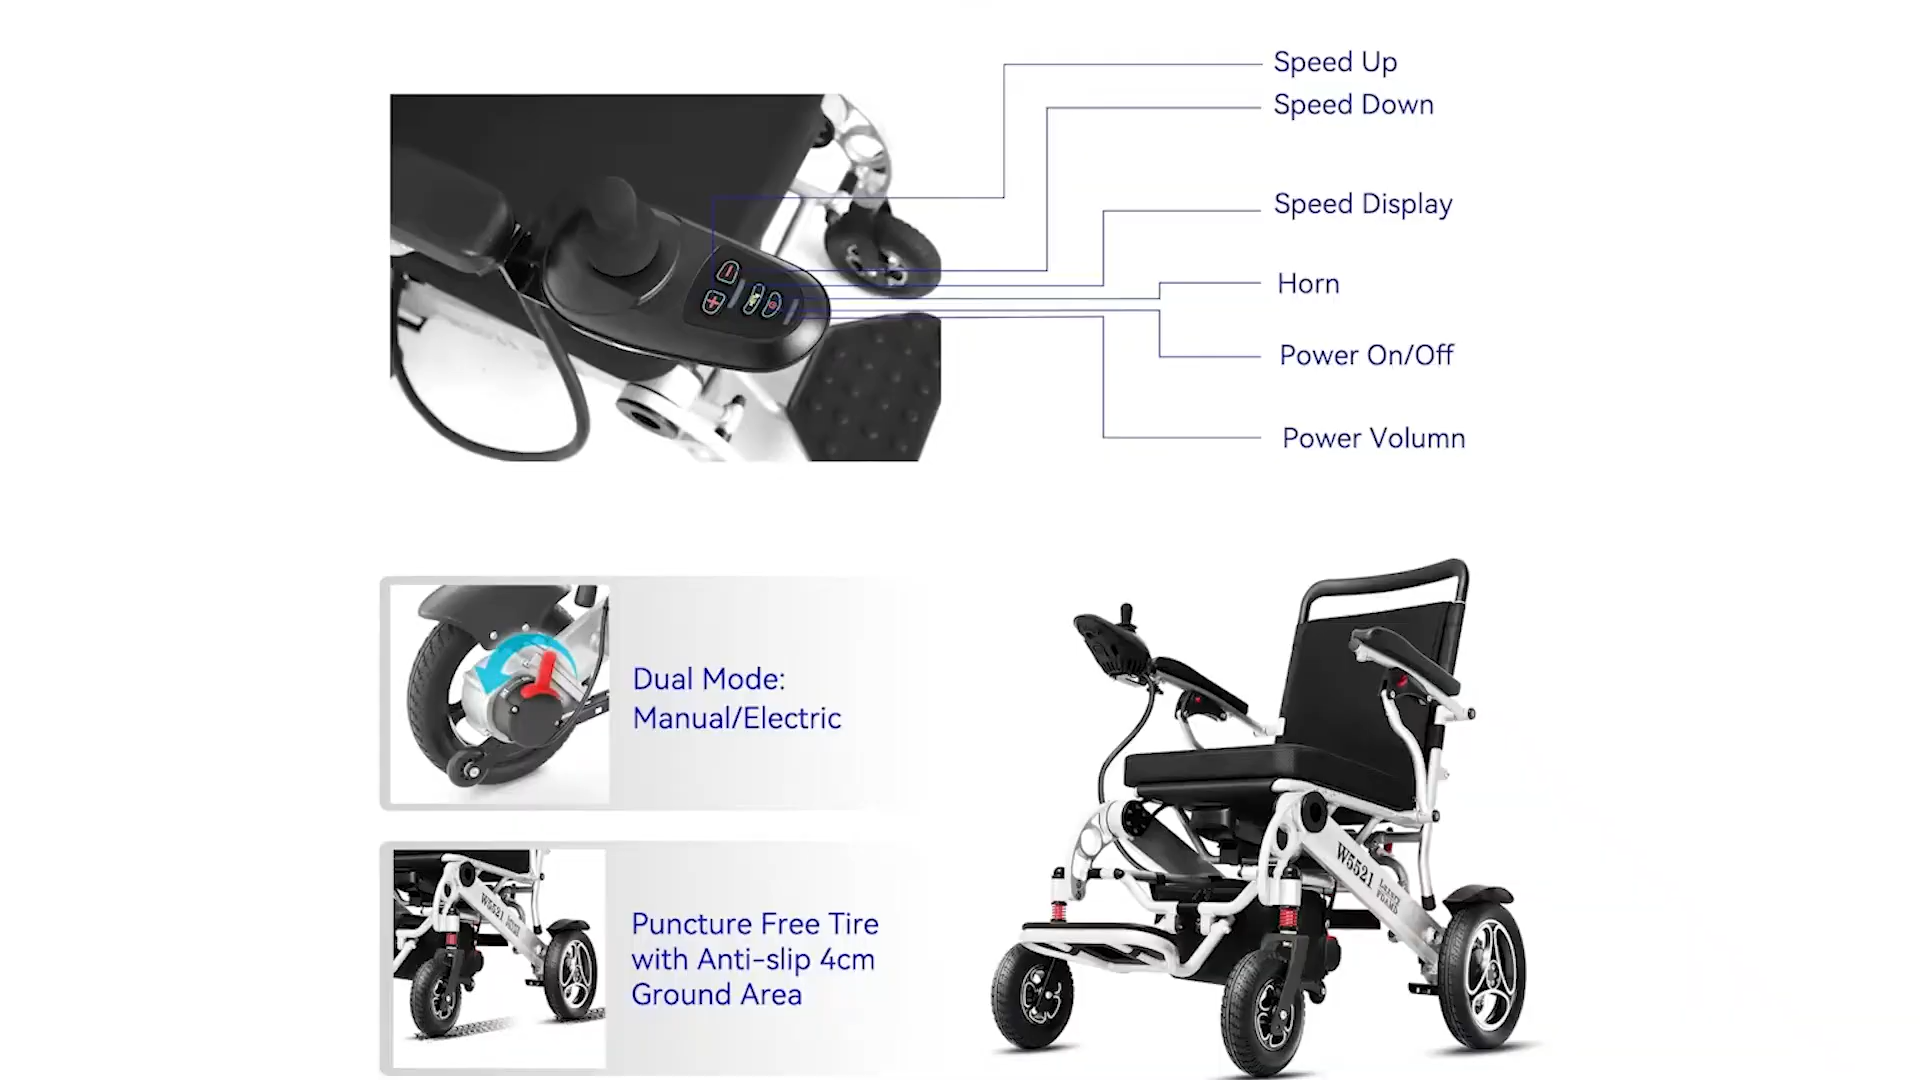 Speed Up
Speed Down
Speed Display
Horn
Power On/Off
Power Volumn
Dual Mode:
Manual/Electric
Puncture Free Tire
with Anti-slip 4cm
Ground Area
W5521
W5521